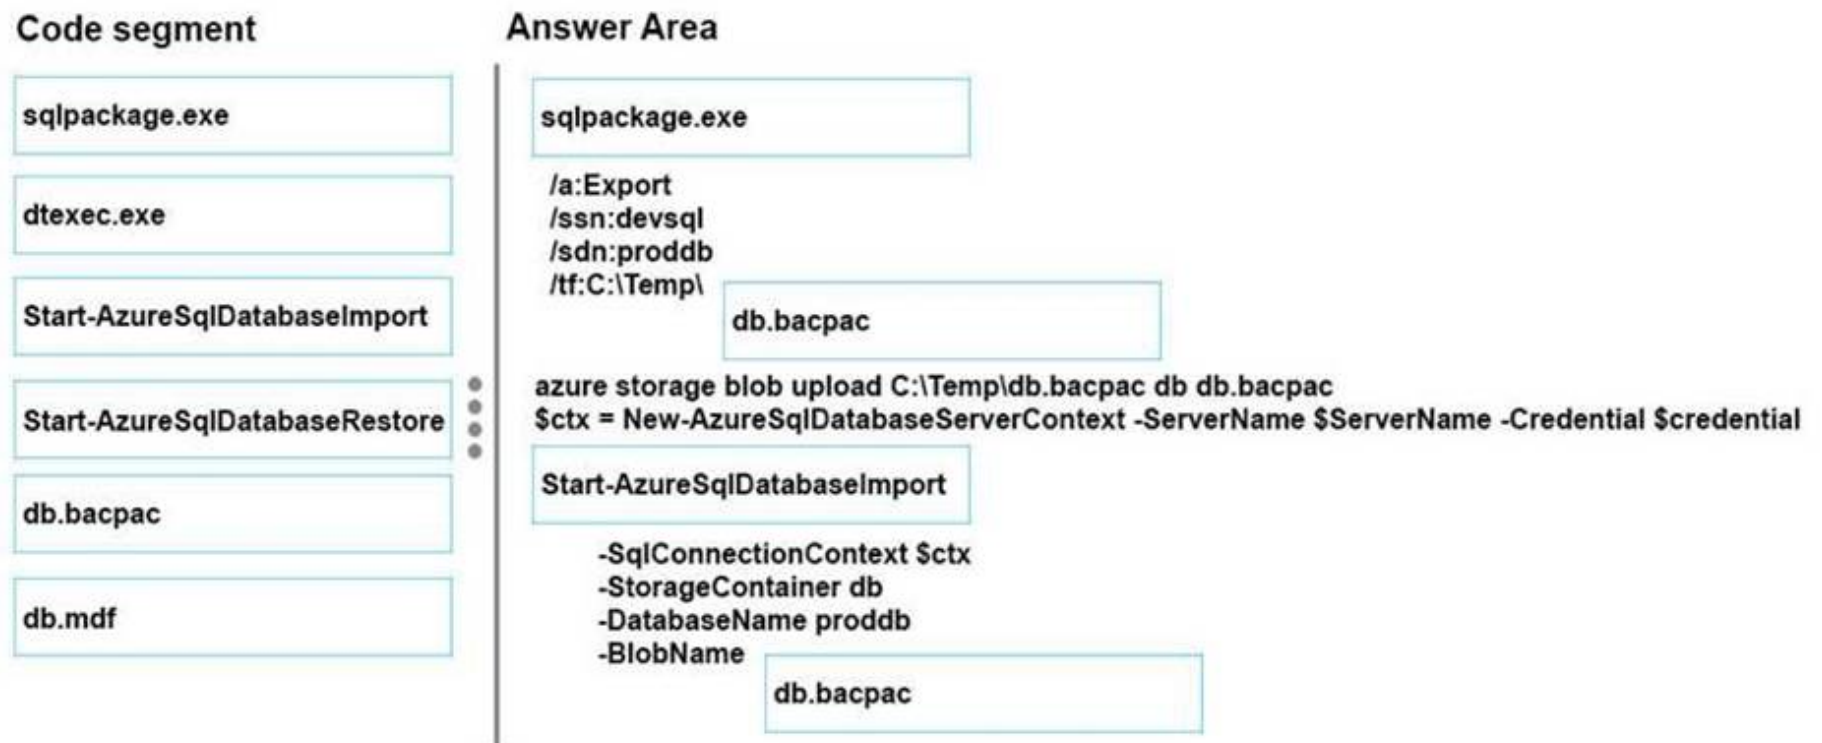 Code segment
sqlpackage.exe
dtexec.exe
Start-AzureSqlDatabaseImport
Start-AzureSqlDatabaseRestore
db.bacpac
db.mdf
Answer Area
sqlpackage.exe
/a:Export
/ssn:devsql
/sdn:proddb
/tf:C:\Temp\
db.bacpac
azure storage blob upload C:\Temp\db.bacpac db db.bacpac
$ctx = New-AzureSqlDatabaseServerContext -ServerName $ServerName -Credential $credential
Start-AzureSqlDatabaseImport
-SqlConnectionContext $ctx
-StorageContainer db
-DatabaseName proddb
-BlobName
db.bacpac